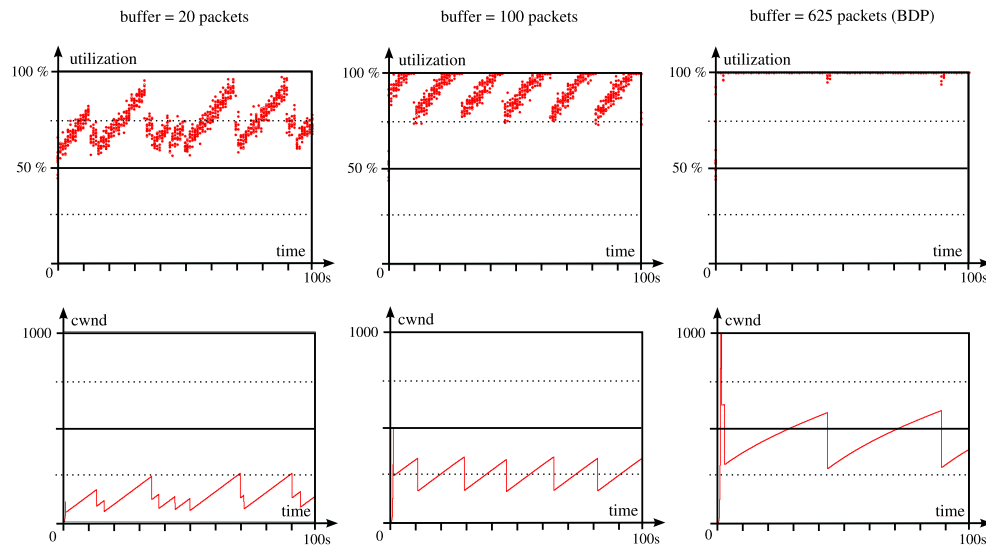 buffer = 20 packets
buffer = 100 packets
buffer = 625 packets (BDP)
utilization
utilization
utilization
100 %
100 %
100 %
50 %
50 %
50 %
time
time
time
0
100s
0
100s
0
100s
cwnd
cwnd
cwnd
1000
1000
1000
time
time
time
0
100s
0
100s
0
100s